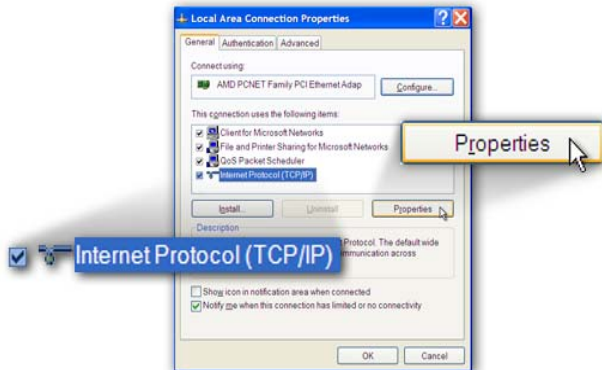 Local Area Connection Properties
General Authentication Advanced
Connect using:
AMD PCNET Family PCI Ethernet Adap
Configure...
This connection uses the following items:
Client for Microsoft Networks
File and Printer Sharing for Microsoft Networks
QoS Packet Scheduler
Internet Protocol (TCP/IP)
Properties
Install... Uninstall Properties
Description
Protocol. The default wide
Internet Protocol (TCP/IP)
communication across
Show icon in notification area when connected
Notify me when this connection has limited or no connectivity
OK Cancel